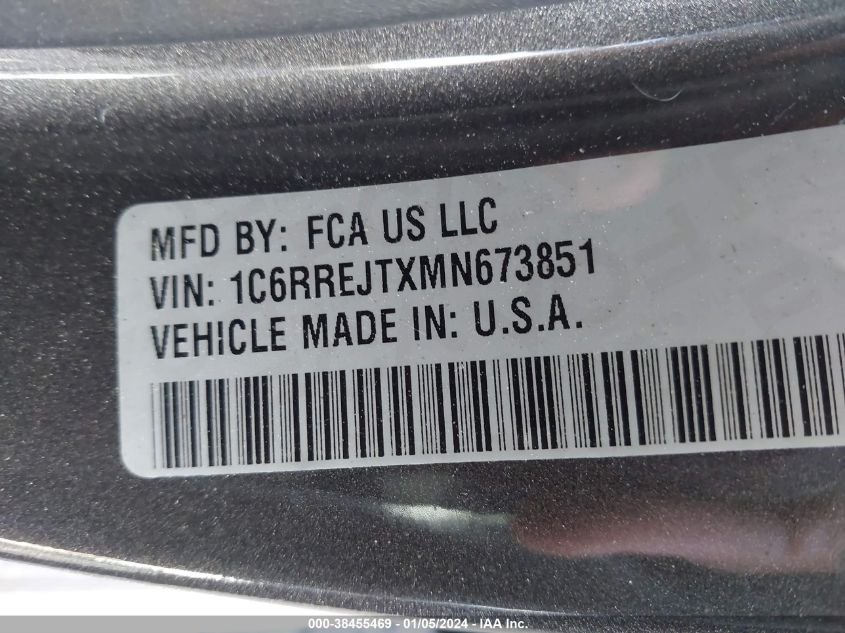 MFD BY: FCA US LLC
VIN: 1C6RREJTXMN673851
VEHICLE MADE IN: U.S.A.
000-38455469 - 01/05/2024 - IAA Inc.